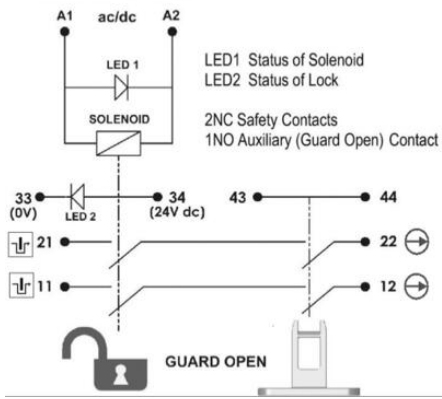 A1 ac/dc A2
LED 1
LED1 Status of Solenoid
LED2 Status of Lock
SOLENOID
2NC Safety Contacts
1NO Auxiliary (Guard Open) Contact
33 34 43 44
(0V) LED 2 (24V dc)
21 22
11 12
GUARD OPEN